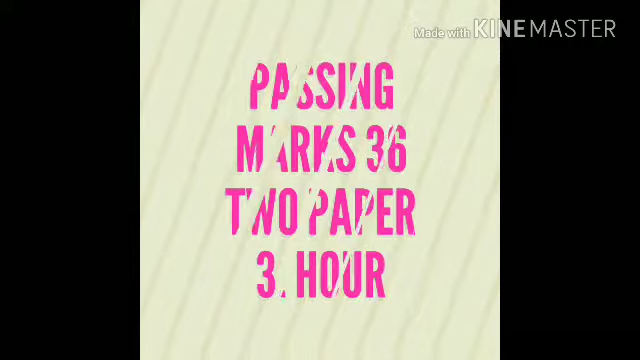 Made with KINEMASTER
PASSING
MARKS 36
TWO PAPER
3. HOUR